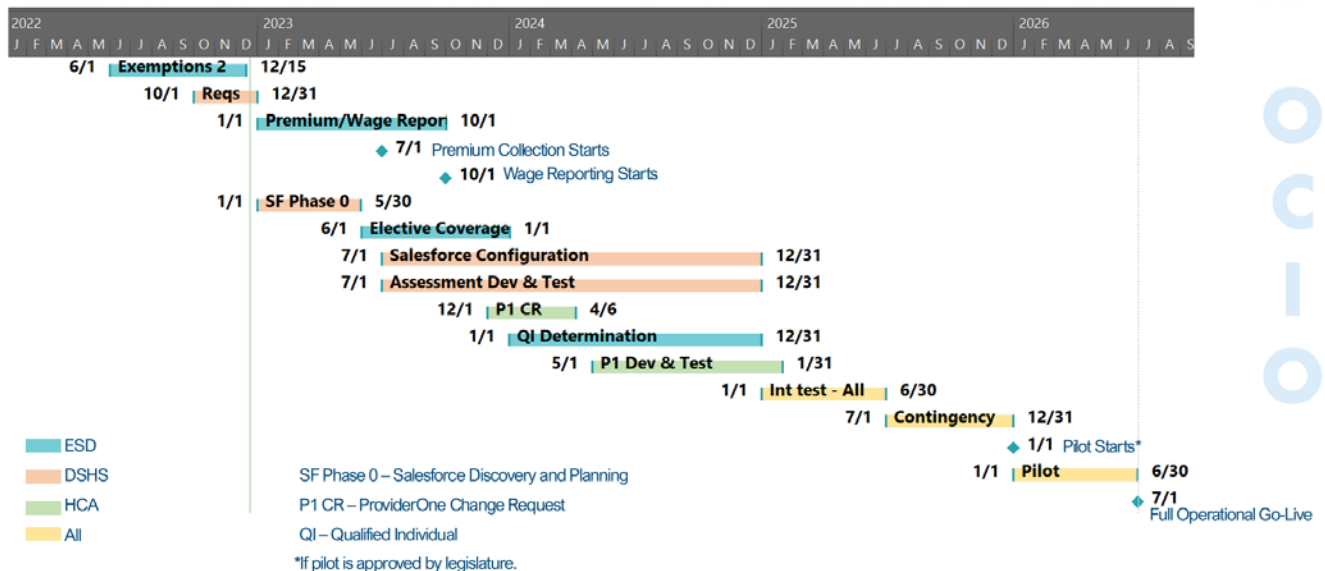 2022 2023 2024 2025 2026
J F M A M J J A S O N D J F M A M J J A S O N D J F M A M J J A S O N D J F M A M J J A S O N D J F M A M J J A S
6/1 Exemptions 2 12/15
10/1 Reqs 12/31
1/1 Premium/Wage Repor 10/1
7/1 Premium Collection Starts
10/1 Wage Reporting Starts
1/1 SF Phase 0 5/30
6/1 Elective Coverage 1/1
7/1 Salesforce Configuration 12/31
7/1 Assessment Dev & Test 12/31
12/1 P1 CR 4/6
1/1 QI Determination 12/31
5/1 P1 Dev & Test 1/31
1/1 Int test - All 6/30
7/1 Contingency 12/31
1/1 Pilot Starts*
1/1 Pilot 6/30
7/1
Full Operational Go-Live
ESD
DSHS
HCA
All
SF Phase 0 – Salesforce Discovery and Planning
P1 CR – ProviderOne Change Request
QI – Qualified Individual
*If pilot is approved by legislature.
OCIO